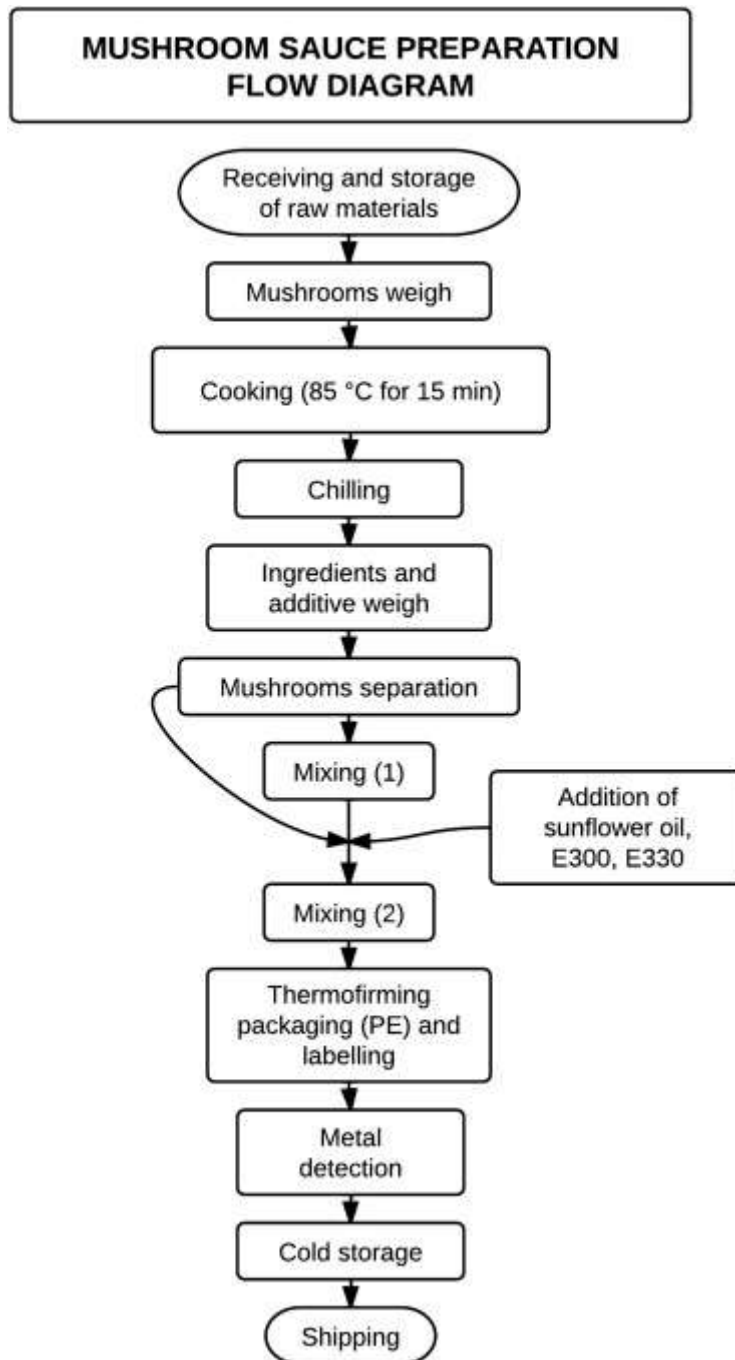 MUSHROOM SAUCE PREPARATION
FLOW DIAGRAM
Receiving and storage
of raw materials
Mushrooms weigh
Cooking (85 °C for 15 min)
Chilling
Ingredients and
additive weigh
Mushrooms separation
Mixing (1)
Addition of
sunflower oil,
E300, E330
Mixing (2)
Thermofirming
packaging (PE) and
labelling
Metal
detection
Cold storage
Shipping